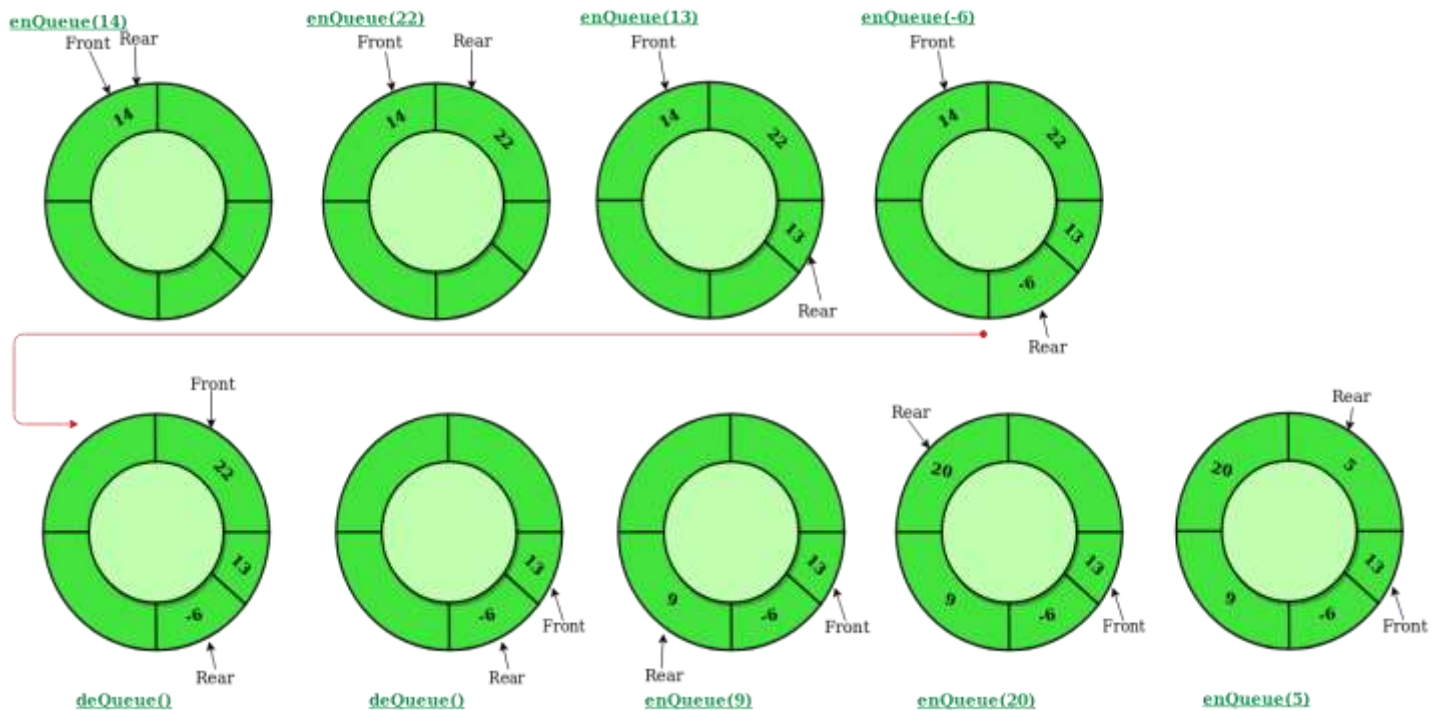 enQueue(14)
Front Rear
14
enQueue(22)
Front Rear
14
22
enQueue(13)
Front
14
22
13
Rear
enQueue(-6)
Front
14
22
13
-6
Rear
Front
22
13
-6
Rear
deQueue()
13
-6
Front
Rear
deQueue()
13
9
-6
Front
Rear
enQueue(9)
Rear
20
13
9
-6
Front
enQueue(20)
Rear
20
5
13
9
-6
Front
enQueue(5)